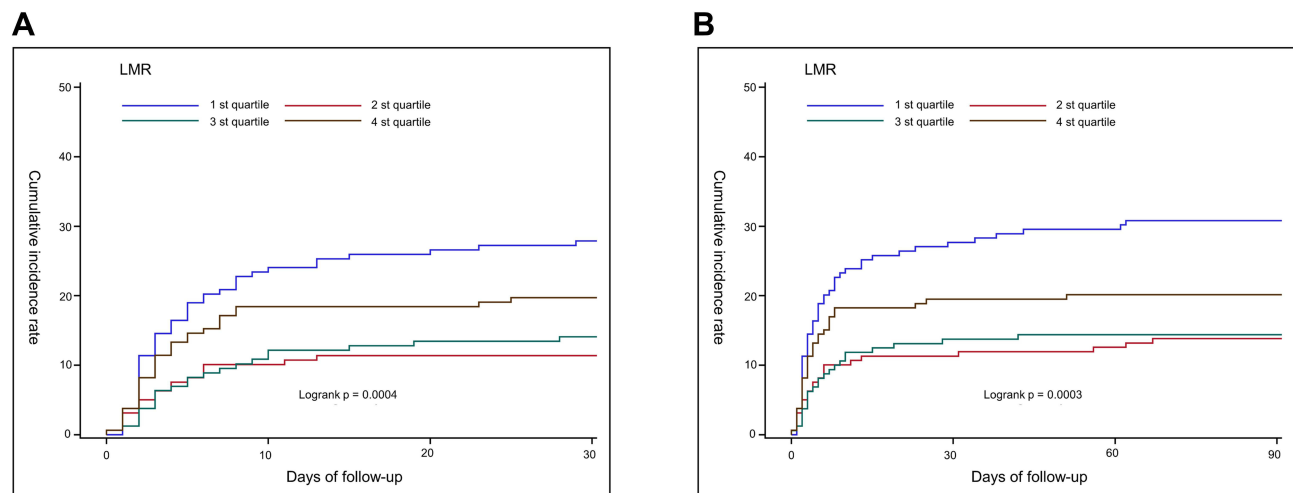 A
LMR
1 st quartile 2 st quartile
3 st quartile 4 st quartile
50
40
30
20
10
0
Cumulative incidence rate
Logrank p = 0.0004
0 10 20 30
Days of follow-up
B
LMR
1 st quartile 2 st quartile
3 st quartile 4 st quartile
50
40
30
20
10
0
Cumulative incidence rate
Logrank p = 0.0003
0 30 60 90
Days of follow-up